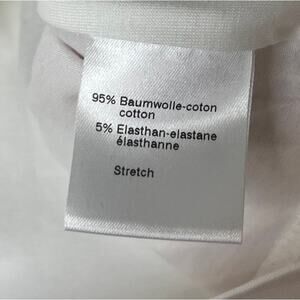 95% Baumwolle-coton
cotton
5% Elasthan-elastane
élasthanne
Stretch